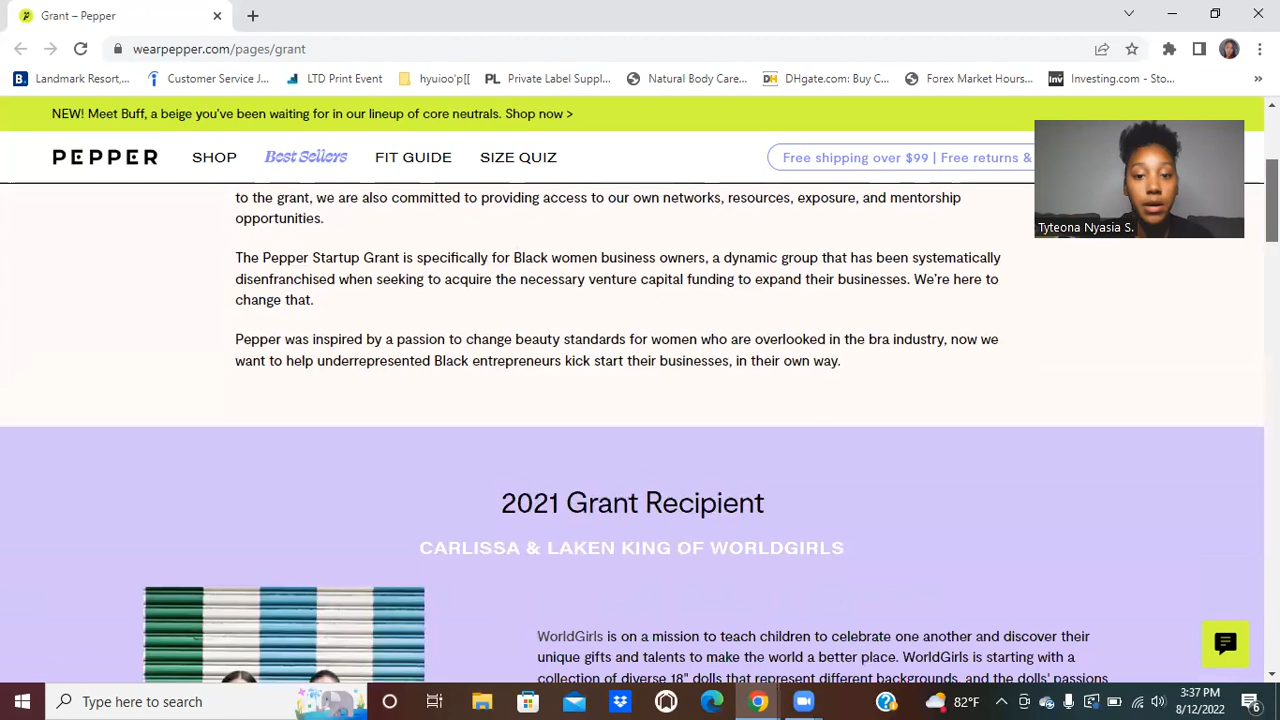 Grant – Pepper
wearpepper.com/pages/grant
Landmark Resort,... Customer Service J... LTD Print Event hyuioo'p[[ PL Private Label Suppl... Natural Body Care... DH DHgate.com: Buy C... Forex Market Hours... Inv Investing.com - Sto... »
NEW! Meet Buff, a beige you've been waiting for in our lineup of core neutrals. Shop now >
PEPPER SHOP Best Sellers FIT GUIDE SIZE QUIZ Free shipping over $99 | Free returns &
Tyteona Nyasia S.
to the grant, we are also committed to providing access to our own networks, resources, exposure, and mentorship
opportunities.
The Pepper Startup Grant is specifically for Black women business owners, a dynamic group that has been systematically
disenfranchised when seeking to acquire the necessary venture capital funding to expand their businesses. We're here to
change that.
Pepper was inspired by a passion to change beauty standards for women who are overlooked in the bra industry, now we
want to help underrepresented Black entrepreneurs kick start their businesses, in their own way.
2021 Grant Recipient
CARLISSA & LAKEN KING OF WORLDGIRLS
WorldGirls is on a mission to teach children to celebrate one another and discover their
unique gifts and talents to make the world a better place. WorldGirls is starting with a
collection of diverse 18" dolls that represent different backgrounds, and the dolls' passions
Type here to search
82°F
3:37 PM
8/12/2022
6